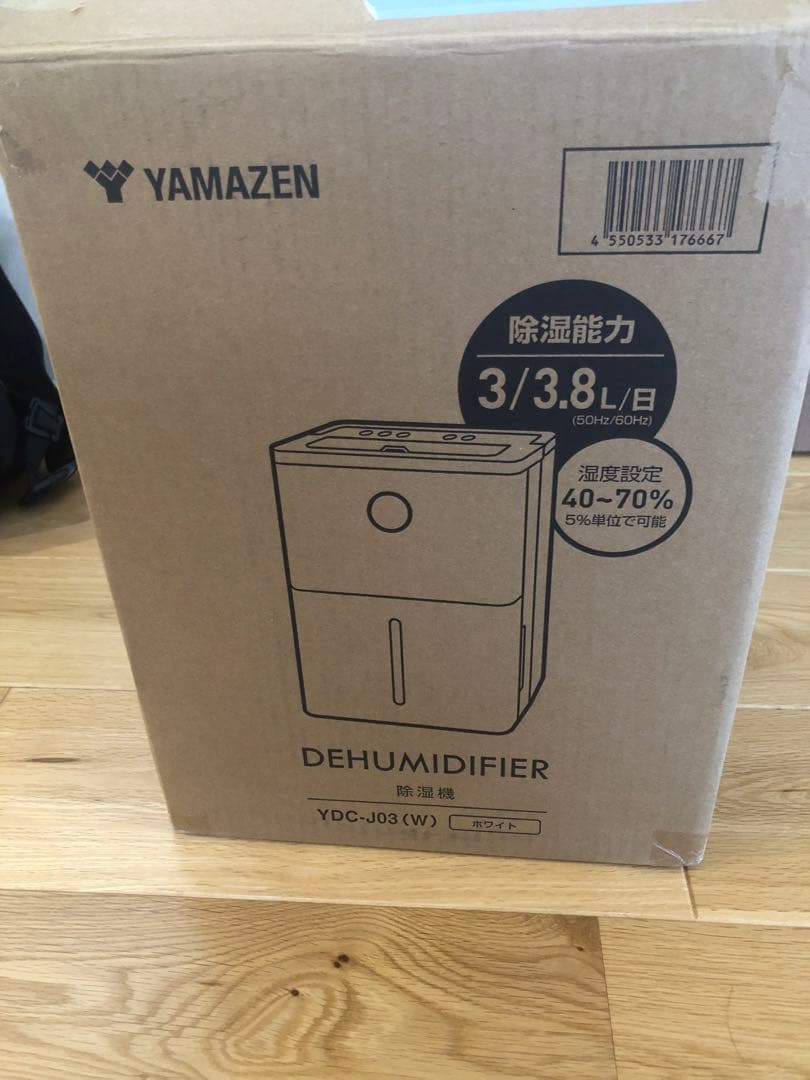 YAMAZEN
4 550533 176667
除湿能力
3/3.8L/日
(50Hz/60Hz)
湿度設定
40~70%
5%単位で可能
DEHUMIDIFIER
除湿機
YDC-J03(W) ホワイト